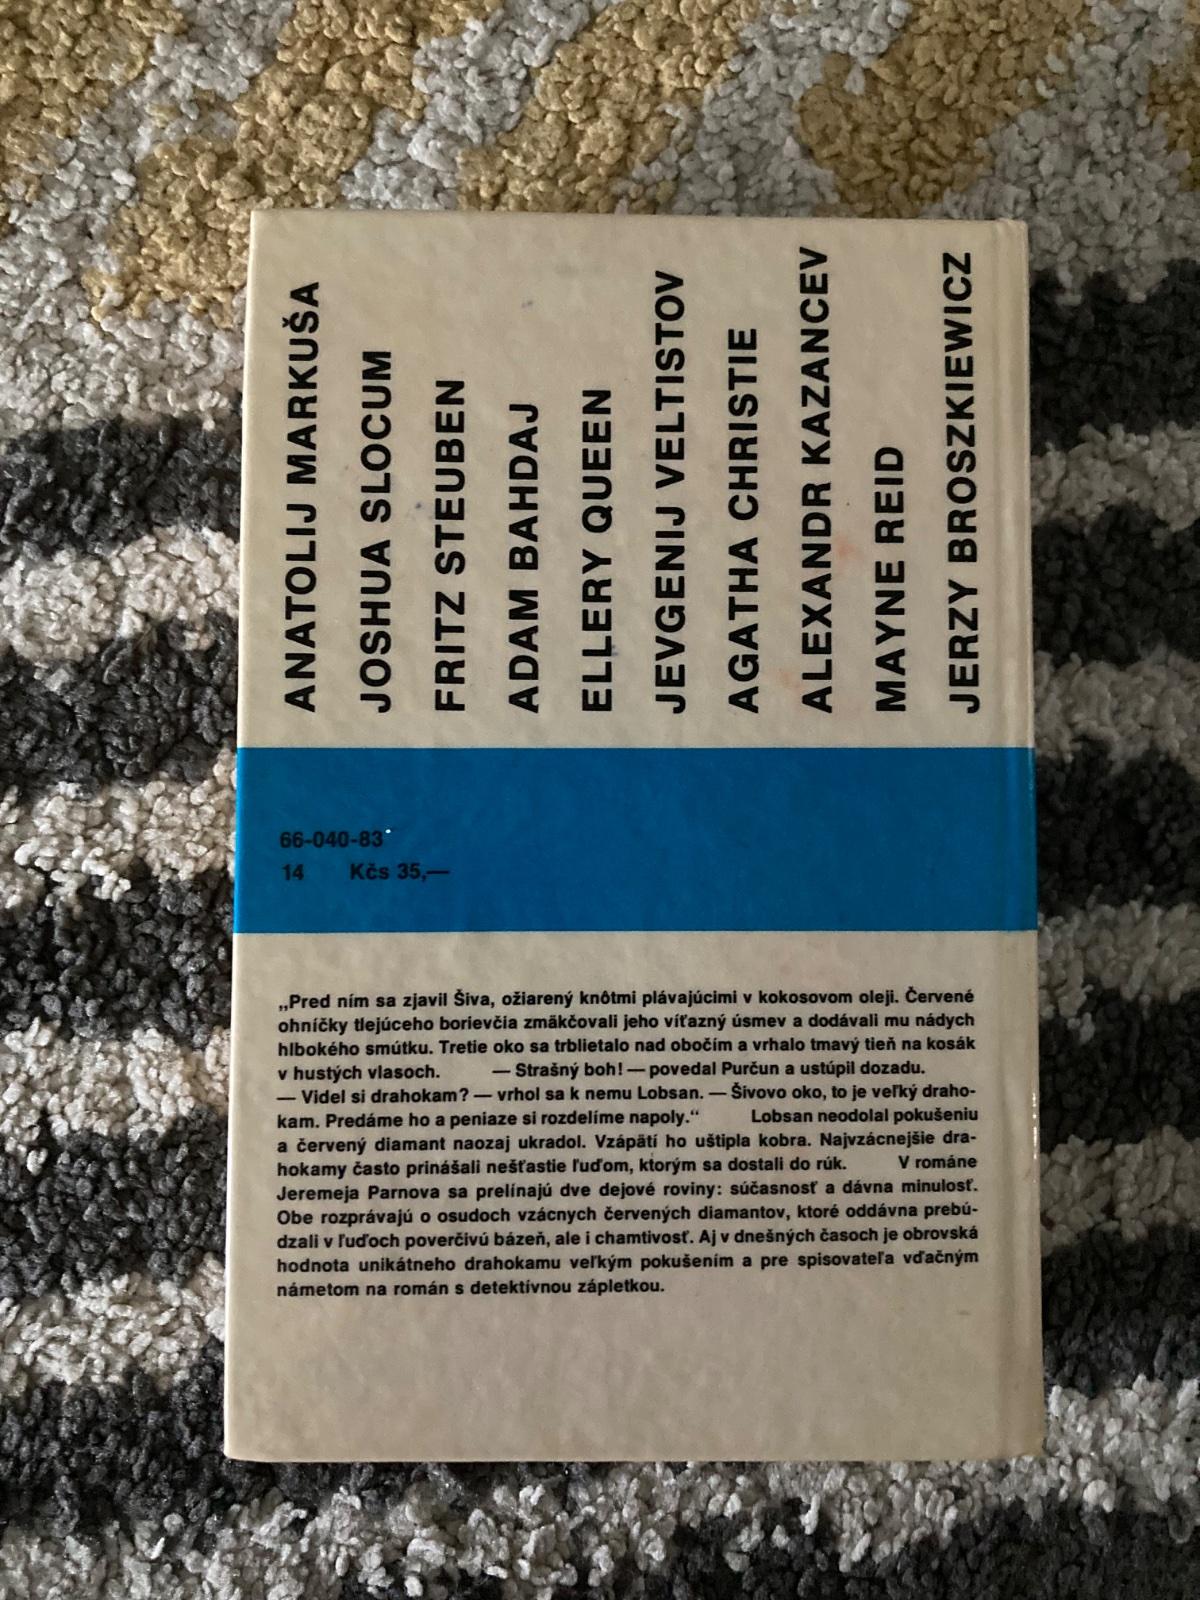 ANATOLIJ MARKUŠA
JOSHUA SLOCUM
FRITZ STEUBEN
ADAM BAHDAJ
ELLERY QUEEN
JEVGENIJ VELTISTOV
AGATHA CHRISTIE
ALEXANDR KAZANCEV
MAYNE REID
JERZY BROSZKIEWICZ
66-040-83
14 Kčs 35,—
„Pred ním sa zjavil Šiva, ožiarený knôtmi plávajúcimi v kokosovom oleji. Červené
ohníčky tlejúceho borievčia zmäkčovali jeho víťazný úsmev a dodávali mu nádych
hlbokého smútku. Tretie oko sa trblietalo nad obočím a vrhalo tmavý tieň na kosák
v hustých vlasoch. — Strašný boh! — povedal Purčun a ustúpil dozadu.
— Videl si drahokam? — vrhol sa k nemu Lobsan. — Šivovo oko, to je veľký draho-
kam. Predáme ho a peniaze si rozdelíme napoly.“ Lobsan neodolal pokušeniu
a červený diamant naozaj ukradol. Vzápätí ho uštipla kobra. Najvzácnejšie dra-
hokamy často prinášali nešťastie ľuďom, ktorým sa dostali do rúk. V románe
Jeremeja Parnova sa prelínajú dve dejové roviny: súčasnosť a dávna minulosť.
Obe rozprávajú o osudoch vzácnych červených diamantov, ktoré oddávna prebú-
dzali v ľuďoch poverčivú bázeň, ale i chamtivosť. Aj v dnešných časoch je obrovská
hodnota unikátneho drahokamu veľkým pokušením a pre spisovateľa vďačným
námetom na román s detektívnou zápletkou.